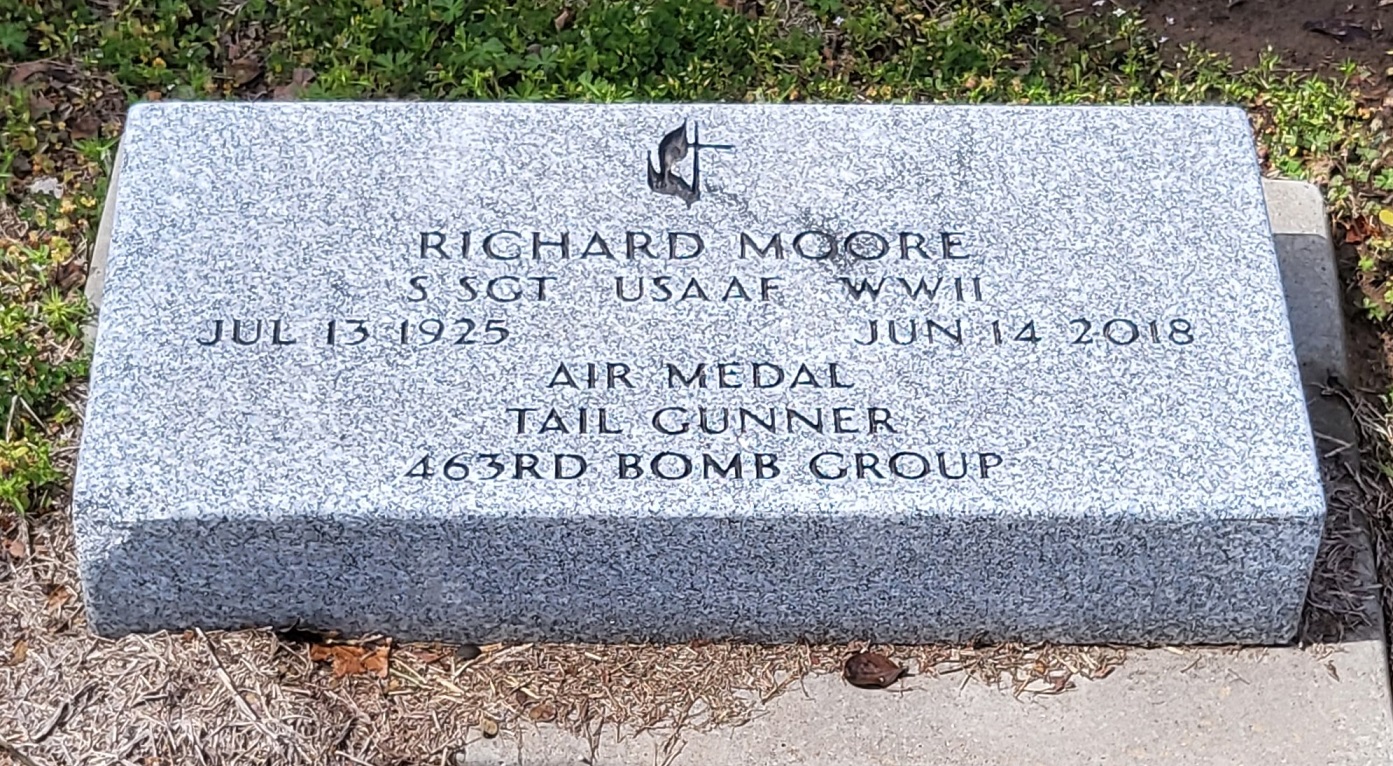 RICHARD MOORE
S SGT USAAF WWII
JUL 13 1925 JUN 14 2018
AIR MEDAL
TAIL GUNNER
463RD BOMB GROUP